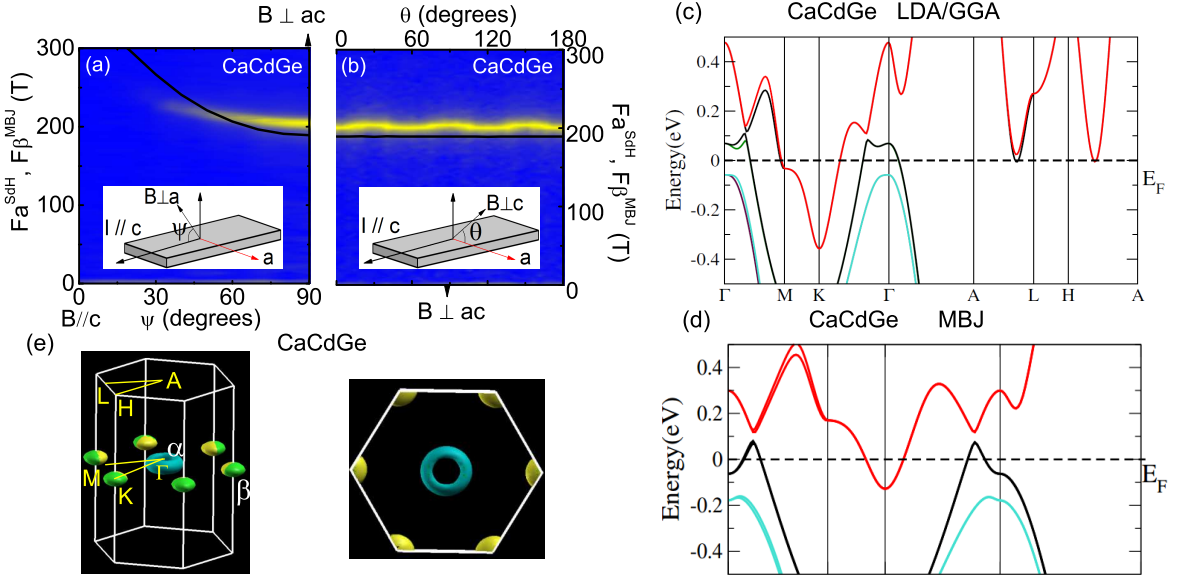 B ⊥ ac
θ (degrees)
0 60 120 180
(a) CaCdGe
(b) CaCdGe
300
200
100
0
Fa^SdH , Fβ^MBJ (T)
B⊥a
I // c
ψ
a
B⊥c
I // c
θ
a
300
200
100
0
Fa^SdH , Fβ^MBJ (T)
30 60 90
B//c ψ (degrees)
B ⊥ ac
(c) CaCdGe LDA/GGA
Energy(eV)
0.4
0.2
0
-0.2
-0.4
E_F
Γ M K Γ A L H A
(d) CaCdGe MBJ
Energy(eV)
0.4
0.2
0
-0.2
-0.4
E_F
(e) CaCdGe
A
L
H
α
M Γ
K
β